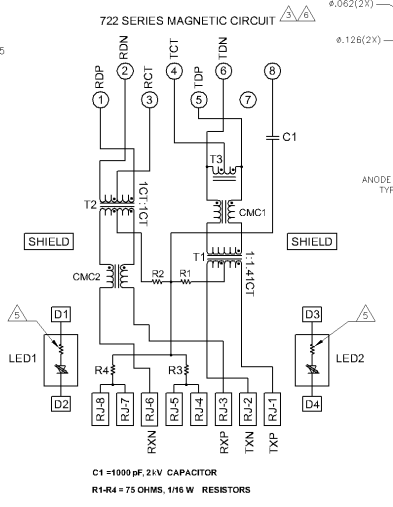 ø.062(2X)
722 SERIES MAGNETIC CIRCUIT
3 6
5
ø.126(2X)
RDP RDN RCT TCT TDP TDN
1 2 3 4 5 6 7 8
C1
T3
ANODE
TYP
T2
1CT:1CT
CMC1
SHIELD
SHIELD
T1
1:1.41CT
CMC2
R2 R1
5
D1
D3
5
LED1
LED2
R4
R3
D2
RJ-8 RJ-7 RJ-6 RJ-5 RJ-4 RJ-3 RJ-2 RJ-1
D4
RXN RXP TXN TXP
C1 =1000 pF, 2kV CAPACITOR
R1-R4 = 75 OHMS, 1/16 W RESISTORS